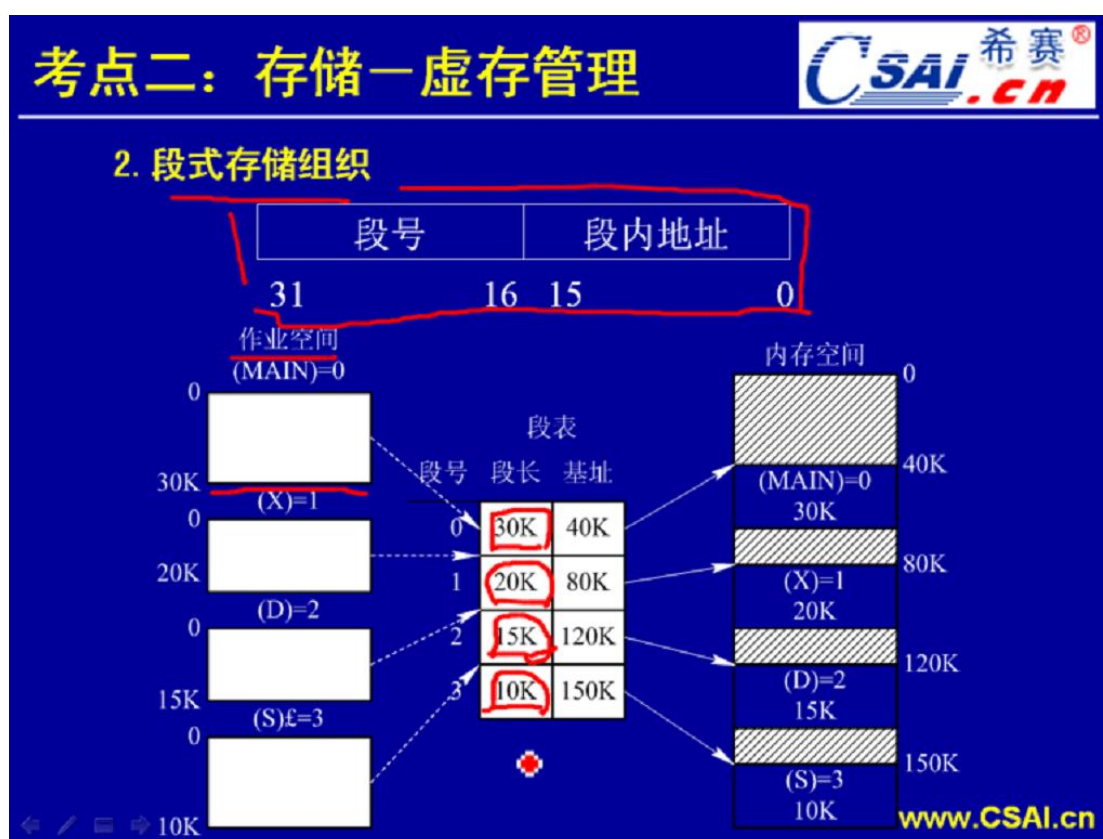 考点二：存储－虚存管理
CSAI 希赛®
.cn
2. 段式存储组织
段号 段内地址
31 16 15 0
作业空间
(MAIN)=0
0
30K
(X)=1
0
20K
(D)=2
0
15K
(S)£=3
0
10K
段表
段号 段长 基址
0 30K 40K
1 20K 80K
2 15K 120K
3 10K 150K
内存空间
0
40K
(MAIN)=0
30K
80K
(X)=1
20K
120K
(D)=2
15K
150K
(S)=3
10K
www.CSAI.cn